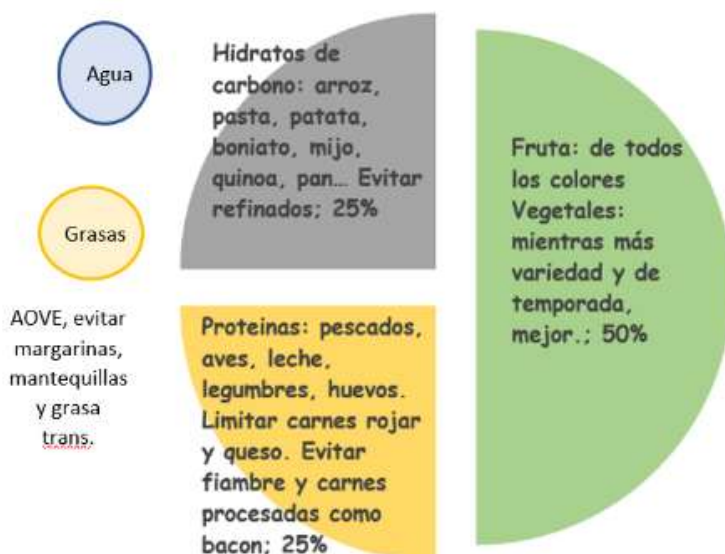 Agua
Grasas
AOVE, evitar
margarinas,
mantequillas
y grasa
trans.
Hidratos de
carbono: arroz,
pasta, patata,
boniato, mijo,
quinoa, pan... Evitar
refinados; 25%
Proteinas: pescados,
aves, leche,
legumbres, huevos.
Limitar carnes rojar
y queso. Evitar
fiambre y carnes
procesadas como
bacon; 25%
Fruta: de todos
los colores
Vegetales:
mientras más
variedad y de
temporada,
mejor.; 50%